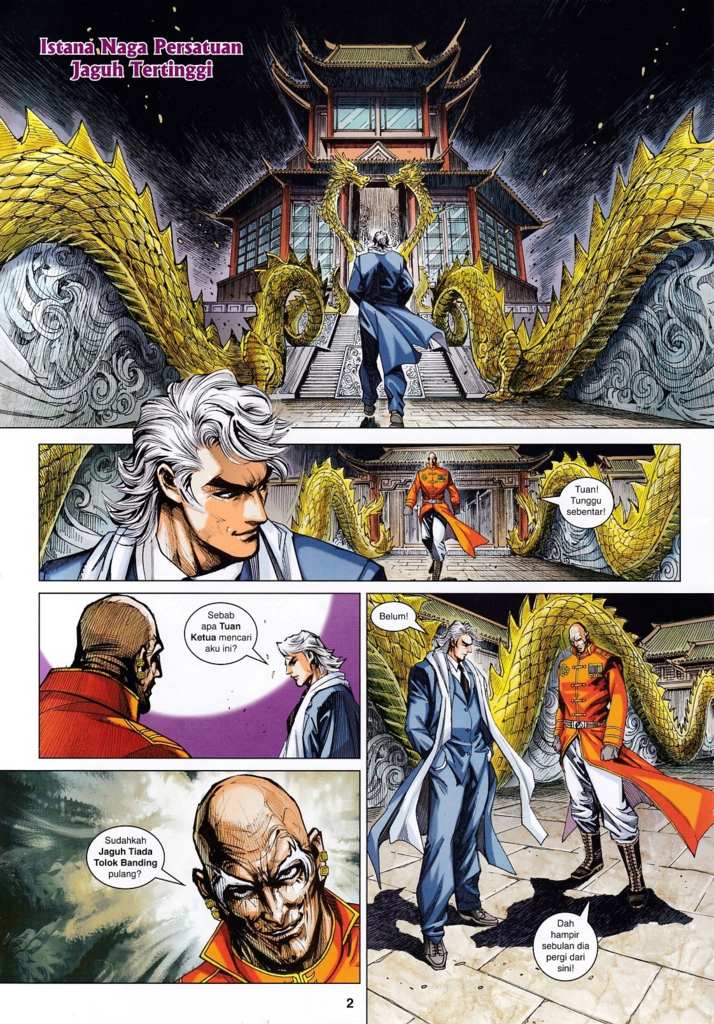 Istana Naga Persatuan
Jaguh Tertinggi
Tuan!
Tunggu
sebentar!
Sebab
apa Tuan
Ketua mencari
aku ini?
Sudahkah
Jaguh Tiada
Tolok Banding
pulang?
Belum!
Dah
hampir
sebulan dia
pergi dari
sini!
2